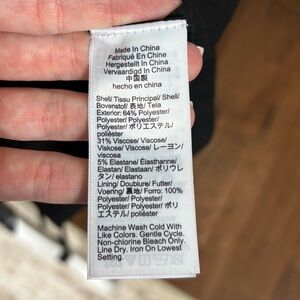 Made In China
Fabriqué En Chine
Hergestellt In China
Vervaardigd In China
中国製
hecho en china
Shell/ Tissu Principal/ Shell/
Bovenstof/ 表地/ Tela
Exterior: 64% Polyester/
Polyester/ Polyester/
Polyester/ ポリエステル/
poliéster
31% Viscose/ Viscose/
Viskose/ Viscose/ レーヨン/
viscosa
5% Elastane/ Élasthanne/
Elastan/ Elastaan/ ポリウレ
タン/ elastano
Lining/ Doublure/ Futter/
Voering/ 裏地/ Forro: 100%
Polyester/ Polyester/
Polyester/ Polyester/ ポリ
エステル/ poliéster
Machine Wash Cold With
Like Colors. Gentle Cycle.
Non-chlorine Bleach Only.
Line Dry. Iron On Lowest
Setting.